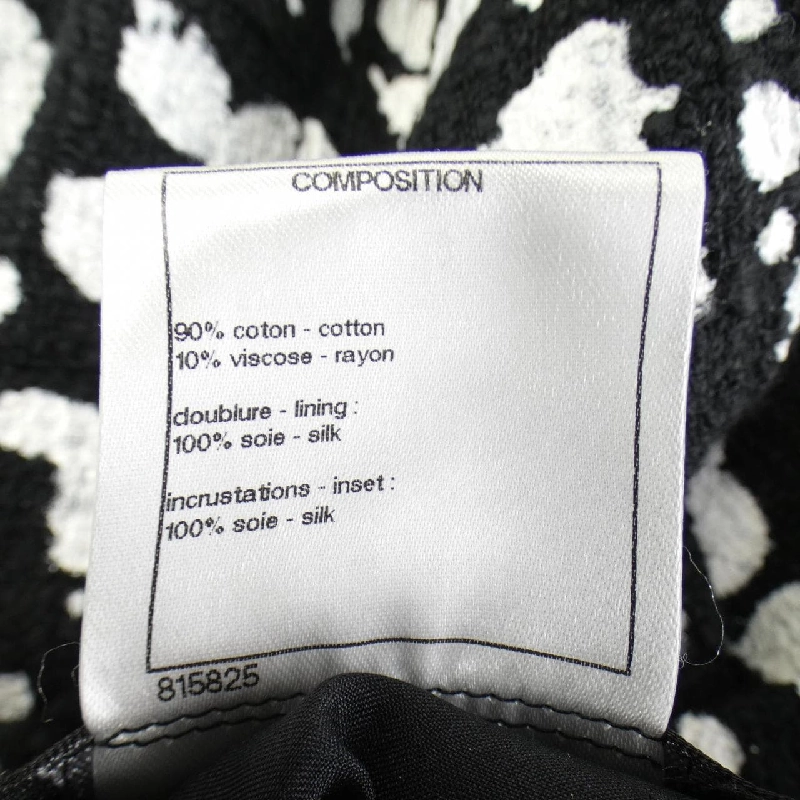 COMPOSITION
90% coton - cotton
10% viscose - rayon
doublure - lining :
100% soie - silk
incrustations - inset :
100% soie - silk
815825